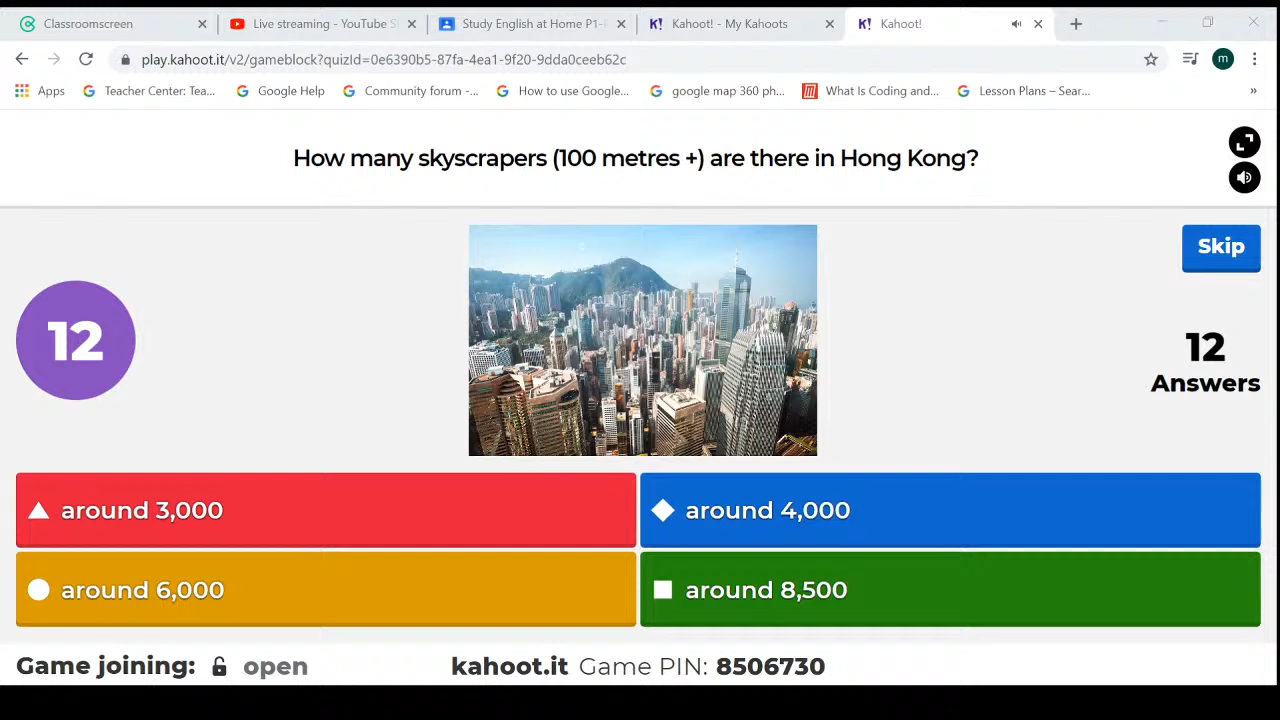 Classroomscreen
Live streaming - YouTube S
Study English at Home P1-
Kahoot! - My Kahoots
Kahoot!
play.kahoot.it/v2/gameblock?quizId=0e6390b5-87fa-4ea1-9f20-9dda0ceeb62c
m
Apps
Teacher Center: Tea...
Google Help
Community forum -...
How to use Google...
google map 360 ph...
What Is Coding and...
Lesson Plans – Sear...
How many skyscrapers (100 metres +) are there in Hong Kong?
Skip
12
12
Answers
around 3,000
around 4,000
around 6,000
around 8,500
Game joining: open
kahoot.it Game PIN: 8506730